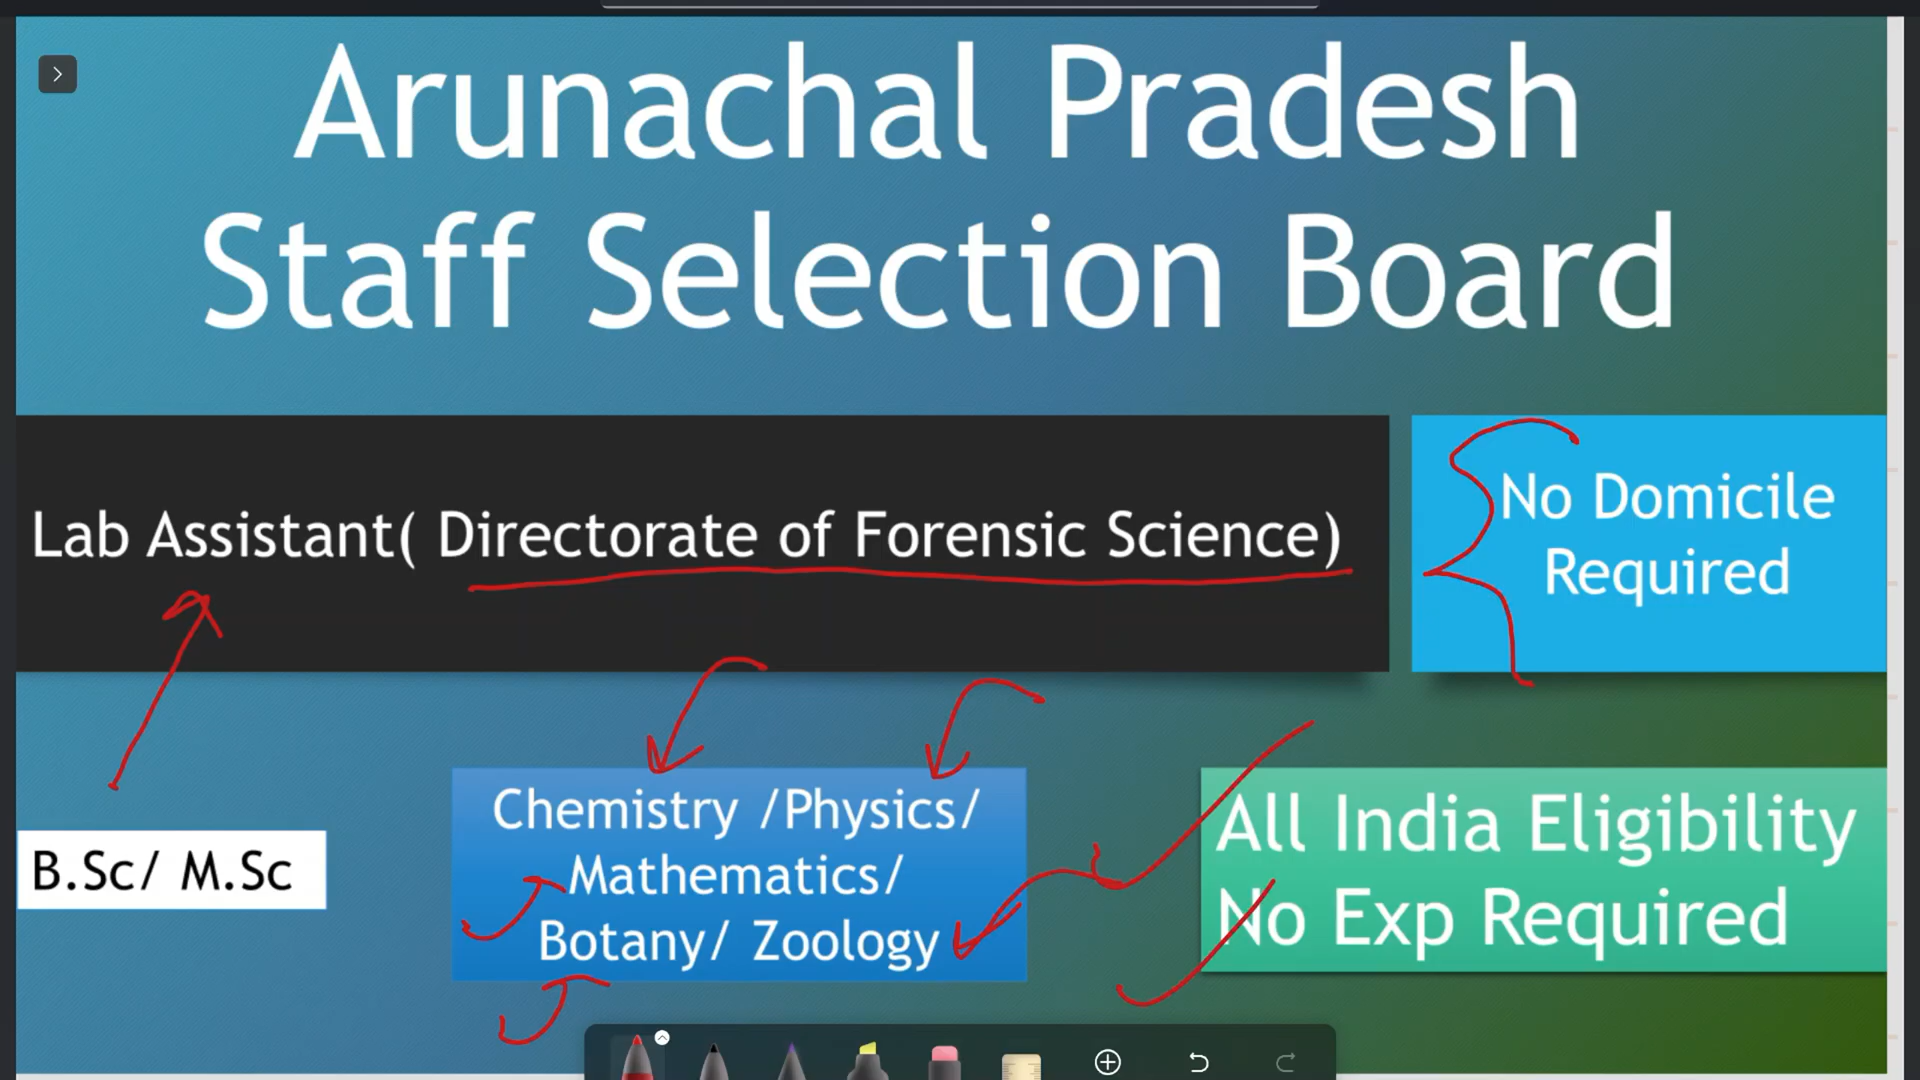 Arunachal Pradesh
Staff Selection Board
Lab Assistant( Directorate of Forensic Science)
No Domicile
Required
B.Sc/ M.Sc
Chemistry /Physics/
Mathematics/
Botany/ Zoology
All India Eligibility
No Exp Required